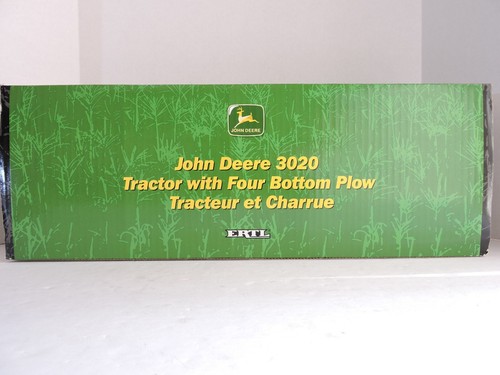 JOHN DEERE
John Deere 3020
Tractor with Four Bottom Plow
Tracteur et Charrue
ERTL